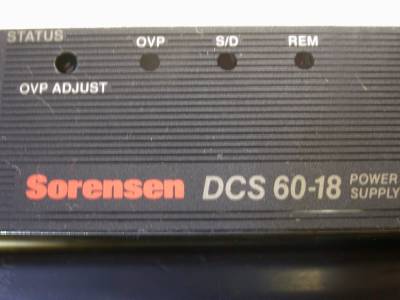 STATUS
OVP S/D REM
OVP ADJUST
Sorensen DCS 60-18 POWER SUPPLY